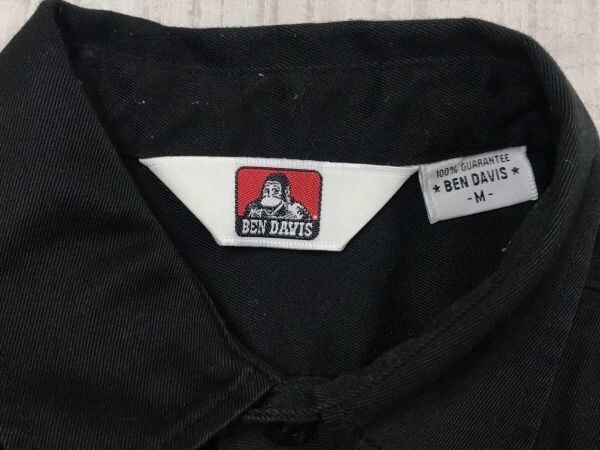 BEN DAVIS
100% GUARANTEE
★ BEN DAVIS ★
- M -